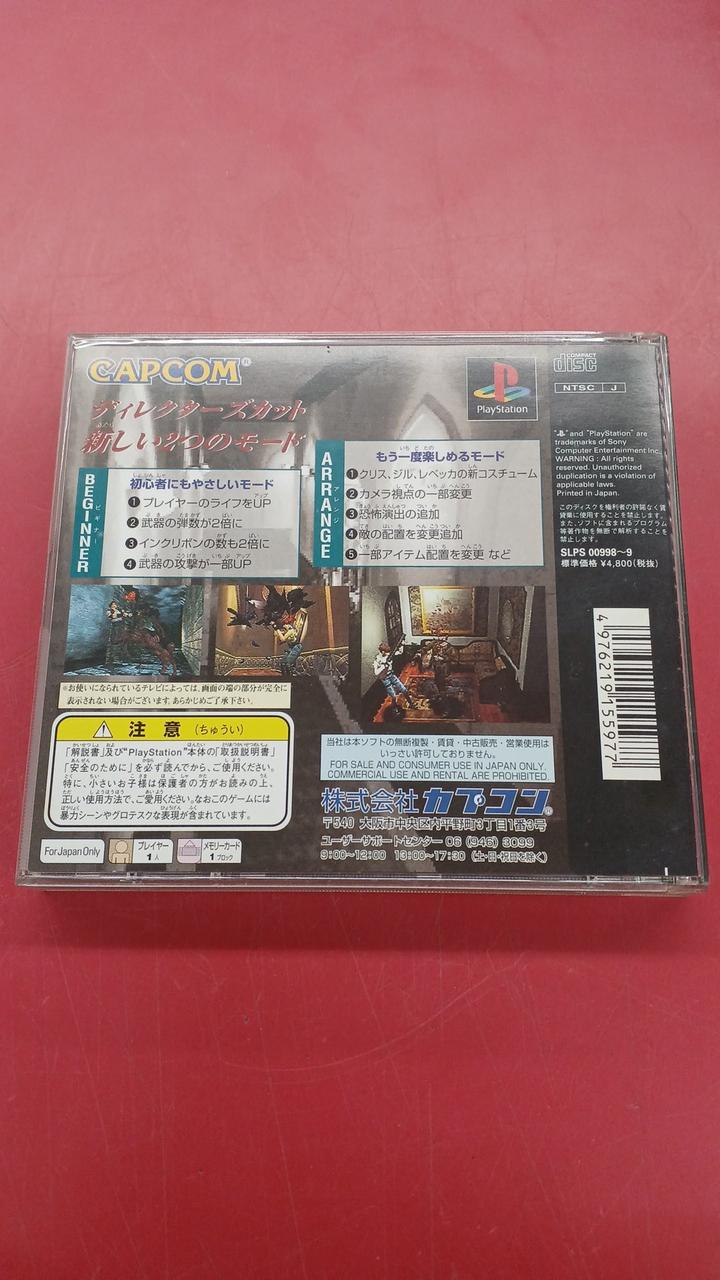 CAPCOM®
ディレクターズカット
新しい2つのモード
BEGINNER
ビギナー
初心者にもやさしいモード
❶プレイヤーのライフをUP
❷武器の弾数が2倍に
❸インクリボンの数も2倍に
❹武器の攻撃が一部UP
ARRANGE
アレンジ
もう一度楽しめるモード
❶クリス、ジル、レベッカの新コスチューム
❷カメラ視点の一部変更
❸恐怖演出の追加
❹敵の配置を変更追加
❺一部アイテム配置を変更 など
※お使いになられているテレビによっては、画面の端の部分が完全に
表示されない場合がございます。あらかじめご了承下さい。
注 意 (ちゅうい)
「解説書」及び"PlayStation"本体の「取扱説明書」
「安全のために」を必ず読んでから、ご使用ください。
特に、小さいお子様は保護者の方がお読みの上、
正しい使用方法で、ご愛用ください。なおこのゲームには
暴力シーンやグロテスクな表現が含まれています。
For Japan Only
プレイヤー
1人
メモリーカード
1ブロック
当社は本ソフトの無断複製・賃貸・中古販売・営業使用は
いっさい許可しておりません。
FOR SALE AND CONSUMER USE IN JAPAN ONLY.
COMMERCIAL USE AND RENTAL ARE PROHIBITED.
株式会社 カプコン®
〒540 大阪市中央区内平野町3丁目1番3号
ユーザーサポートセンター 06 (946) 3099
9:00〜12:00 13:00〜17:30 (土・日・祝日を除く)
PlayStation
COMPACT
disc
NTSC J
"PS" and "PlayStation" are
trademarks of Sony
Computer Entertainment Inc.
WARNING : All rights
reserved. Unauthorized
duplication is a violation of
applicable laws.
Printed in Japan.
このディスクを権利者の許諾なく賃
貸業に使用することを禁止します。
また、ソフトに含まれるプログラム
等著作物を無断で解析することも
禁止します。
SLPS 00998〜9
標準価格 ¥4,800(税抜)
4976219155977